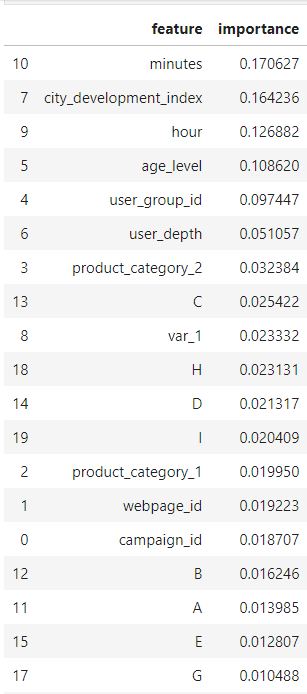 feature importance
10 minutes 0.170627
7 city_development_index 0.164236
9 hour 0.126882
5 age_level 0.108620
4 user_group_id 0.097447
6 user_depth 0.051057
3 product_category_2 0.032384
13 C 0.025422
8 var_1 0.023332
18 H 0.023131
14 D 0.021317
19 I 0.020409
2 product_category_1 0.019950
1 webpage_id 0.019223
0 campaign_id 0.018707
12 B 0.016246
11 A 0.013985
15 E 0.012807
17 G 0.010488